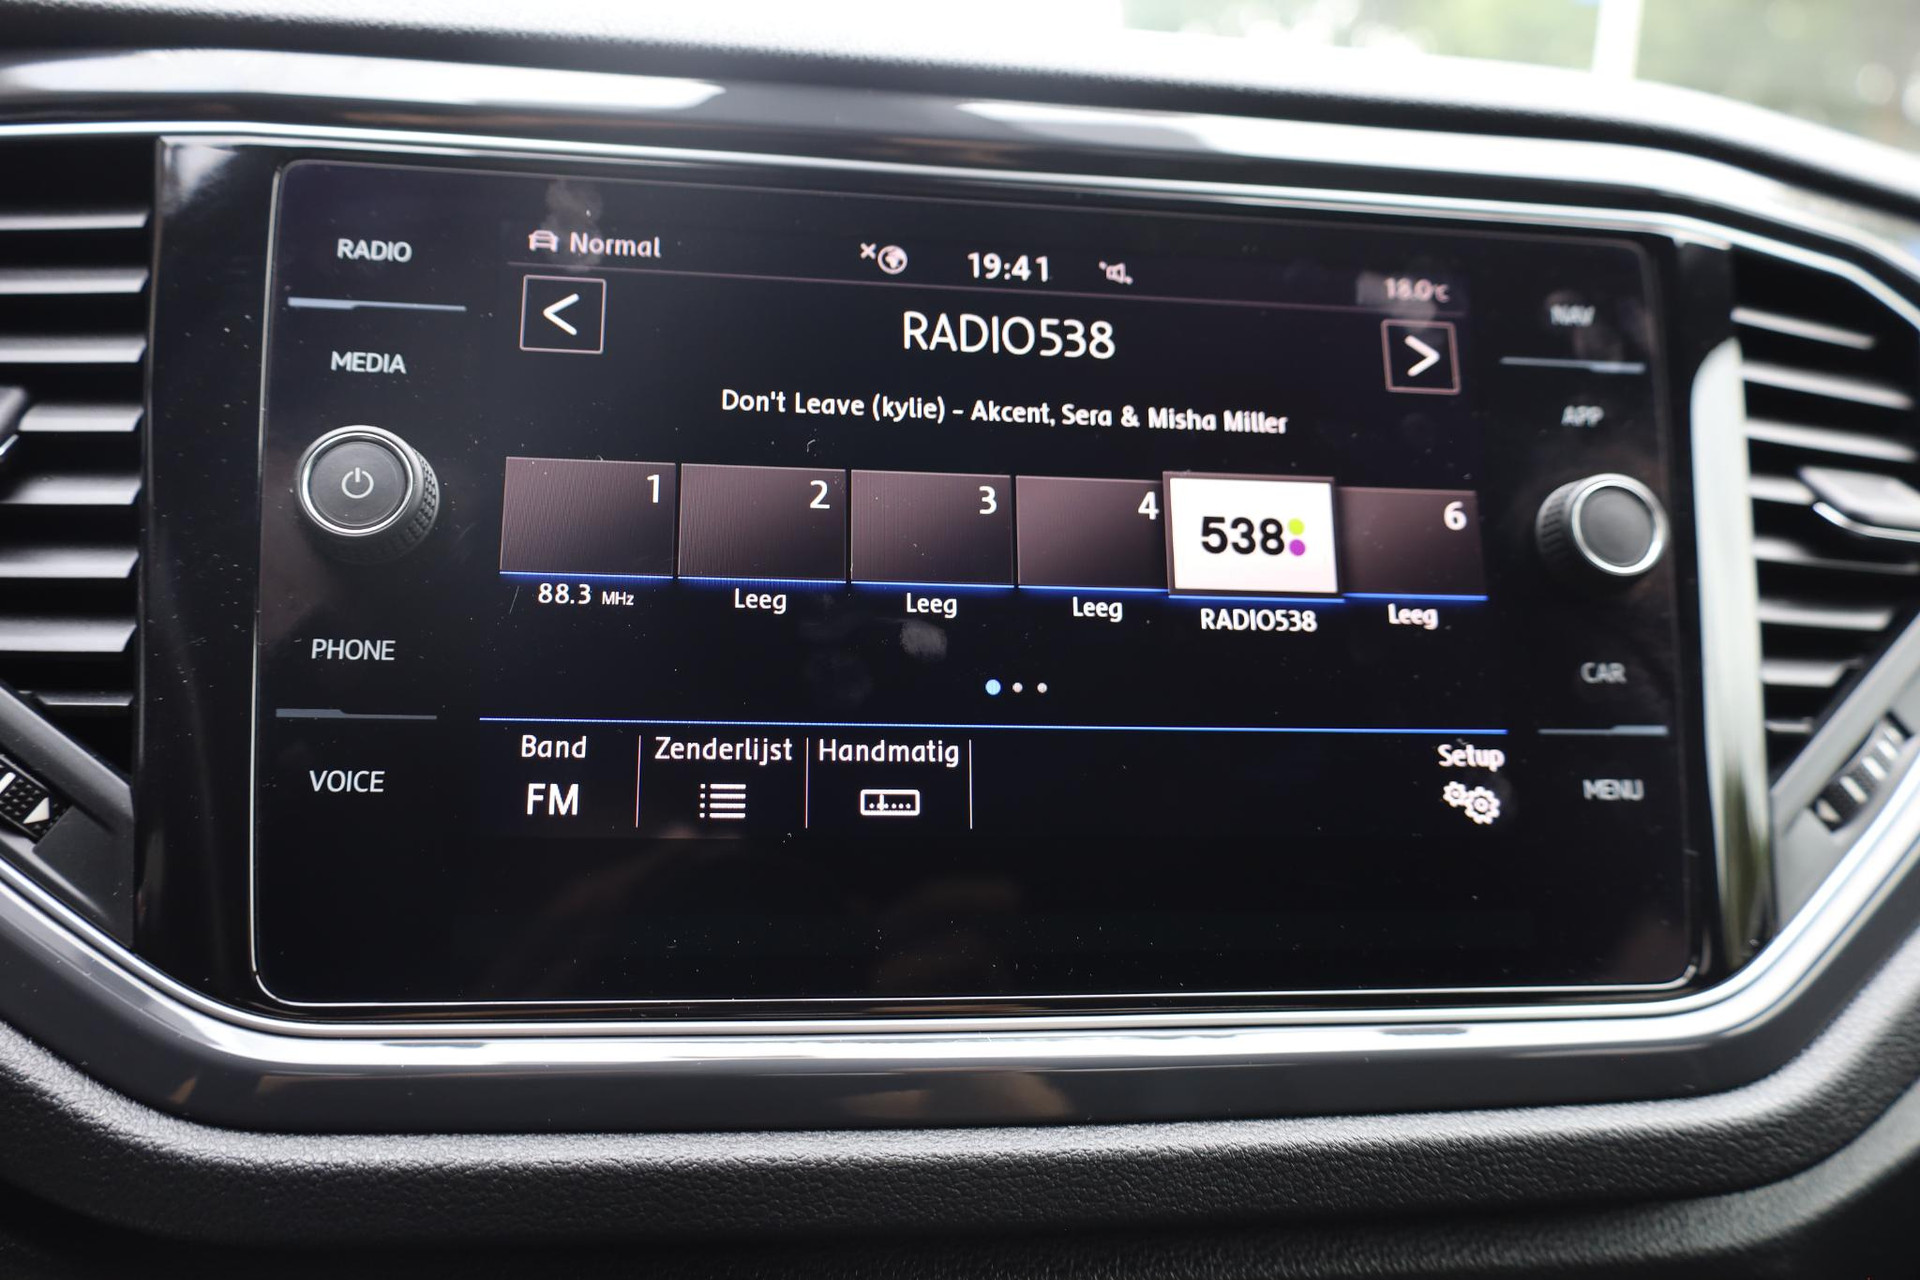 RADIO
MEDIA
PHONE
VOICE
Normal
19:41
18.0°C
<
RADIO538
>
Don't Leave (kylie) - Akcent, Sera & Misha Miller
1
2
3
4
538
6
88.3 MHz
Leeg
Leeg
Leeg
RADIO538
Leeg
Band
Zenderlijst
Handmatig
Setup
FM
NAV
APP
CAR
MENU